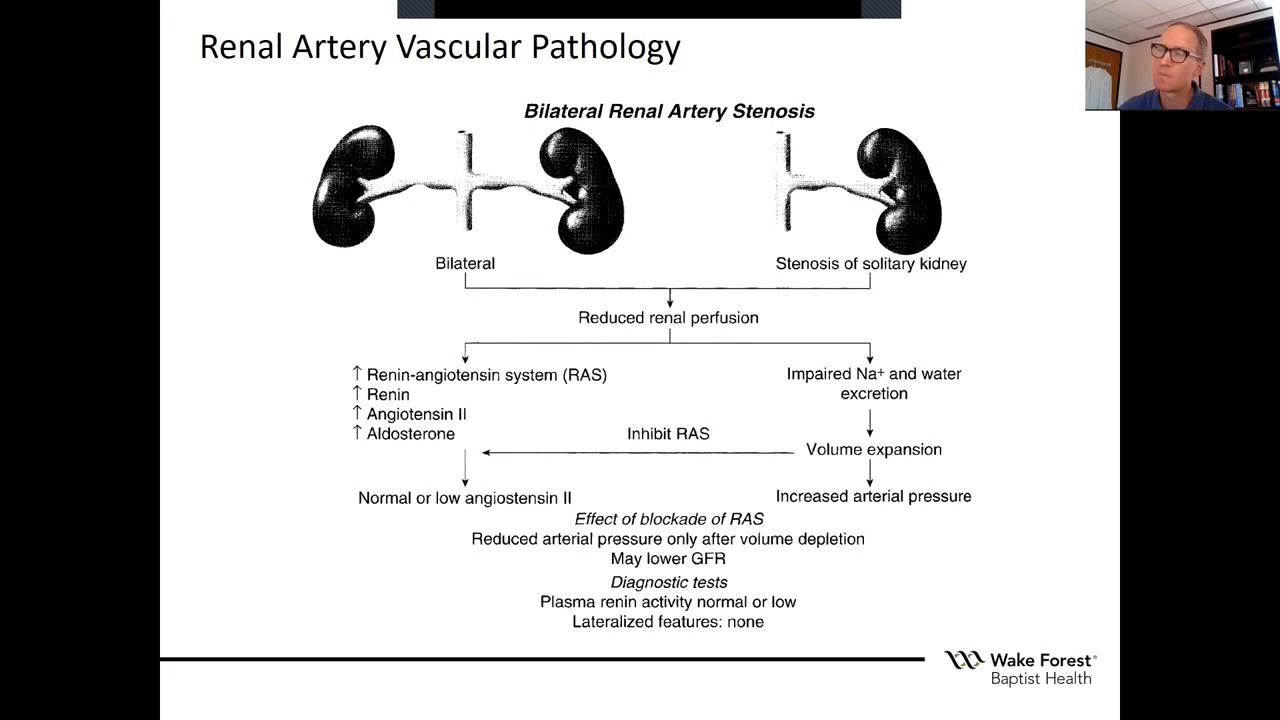 Renal Artery Vascular Pathology
Bilateral Renal Artery Stenosis
Bilateral
Stenosis of solitary kidney
Reduced renal perfusion
↑ Renin-angiotensin system (RAS)
↑ Renin
↑ Angiotensin II
↑ Aldosterone
Impaired Na⁺ and water
excretion
Inhibit RAS
Volume expansion
Normal or low angiostensin II
Increased arterial pressure
Effect of blockade of RAS
Reduced arterial pressure only after volume depletion
May lower GFR
Diagnostic tests
Plasma renin activity normal or low
Lateralized features: none
Wake Forest®
Baptist Health